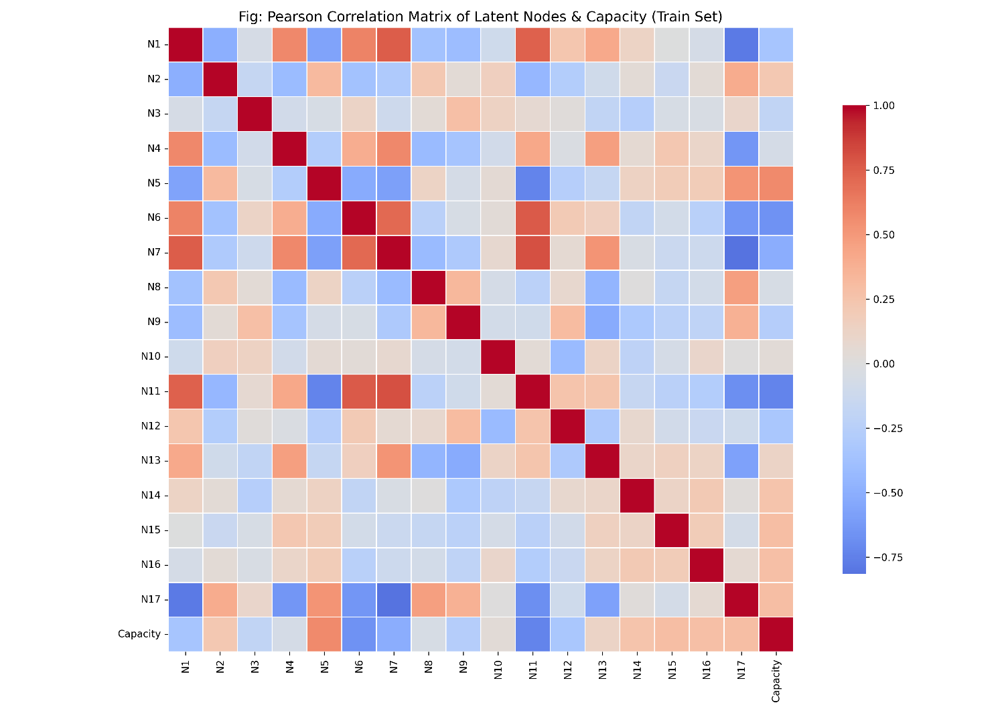 Fig: Pearson Correlation Matrix of Latent Nodes & Capacity (Train Set)
N1
N2
N3
N4
N5
N6
N7
N8
N9
N10
N11
N12
N13
N14
N15
N16
N17
Capacity
N1 N2 N3 N4 N5 N6 N7 N8 N9 N10 N11 N12 N13 N14 N15 N16 N17 Capacity
1.00
0.75
0.50
0.25
0.00
−0.25
−0.50
−0.75